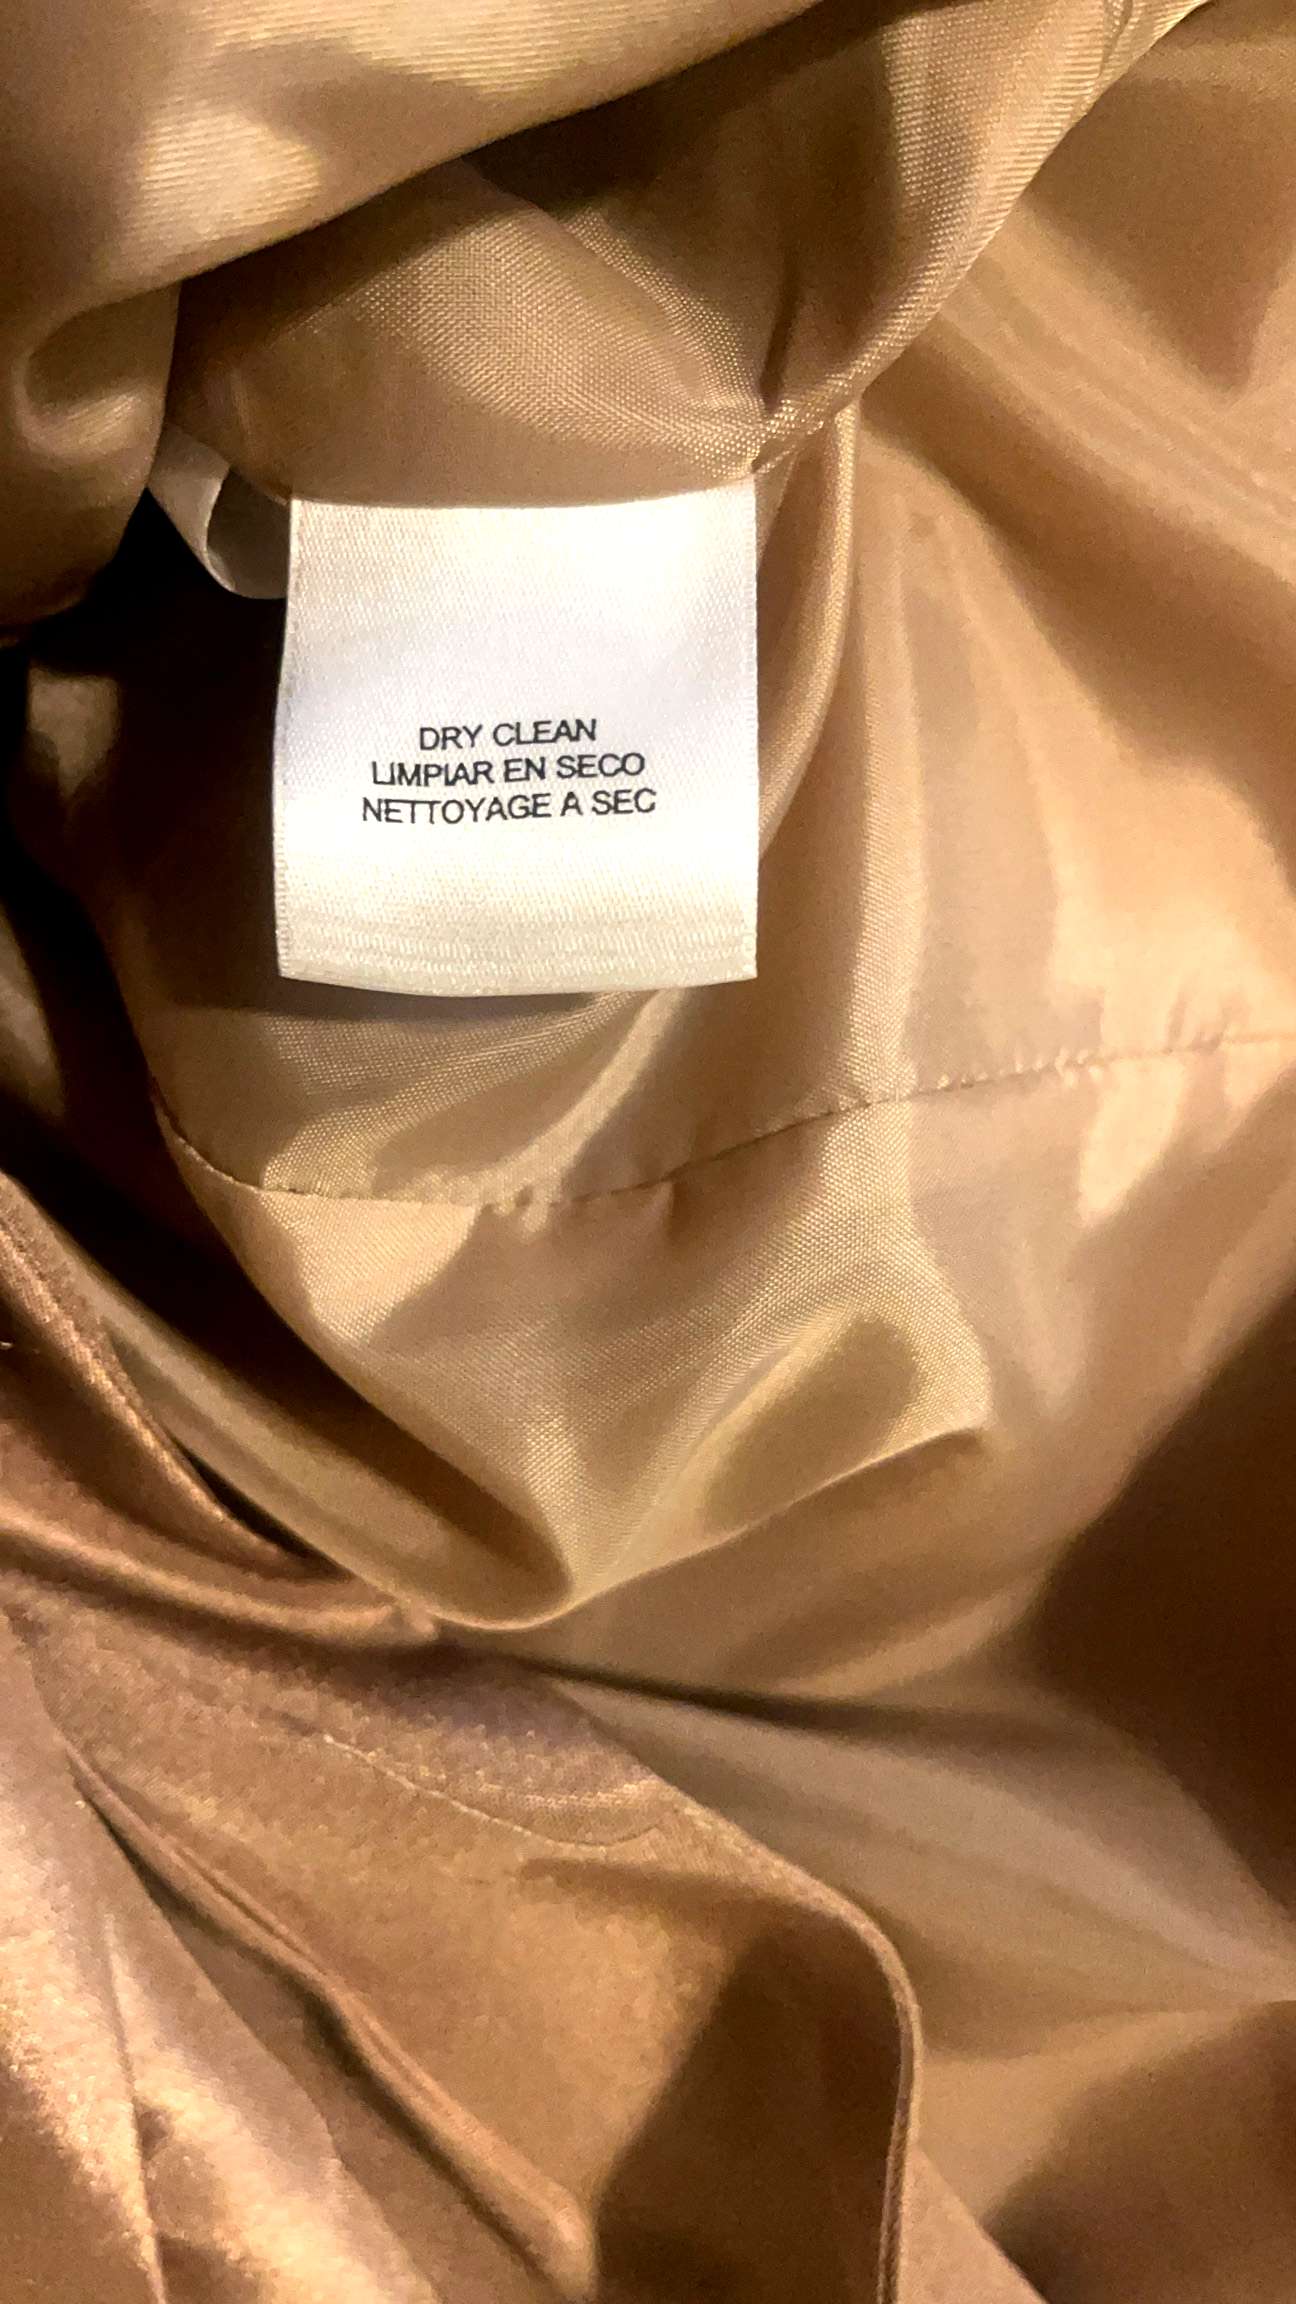 DRY CLEAN
LIMPIAR EN SECO
NETTOYAGE A SEC